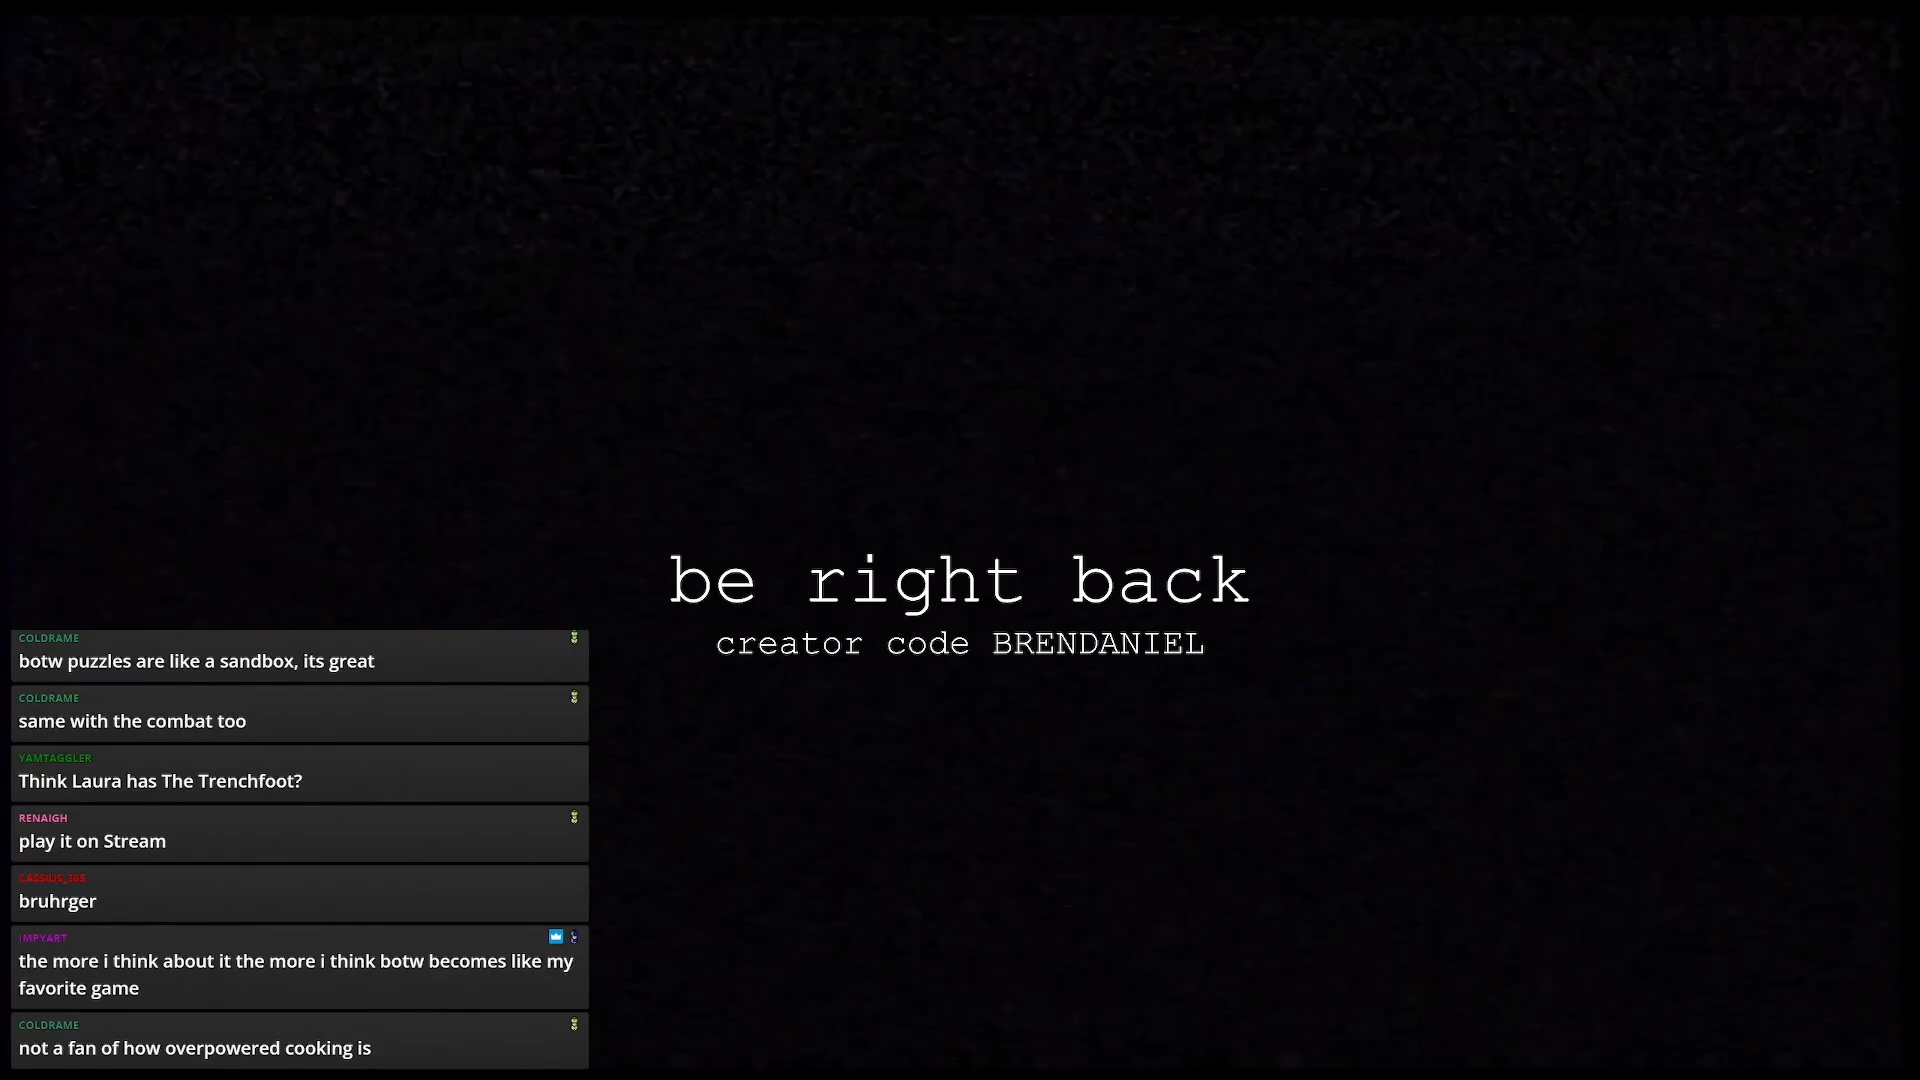 be right back
creator code BRENDANIEL
COLDRAME
botw puzzles are like a sandbox, its great
COLDRAME
same with the combat too
YAMTAGGLER
Think Laura has The Trenchfoot?
RENAIGH
play it on Stream
CASSIUS_365
bruhrger
IMPYART
the more i think about it the more i think botw becomes like my
favorite game
COLDRAME
not a fan of how overpowered cooking is